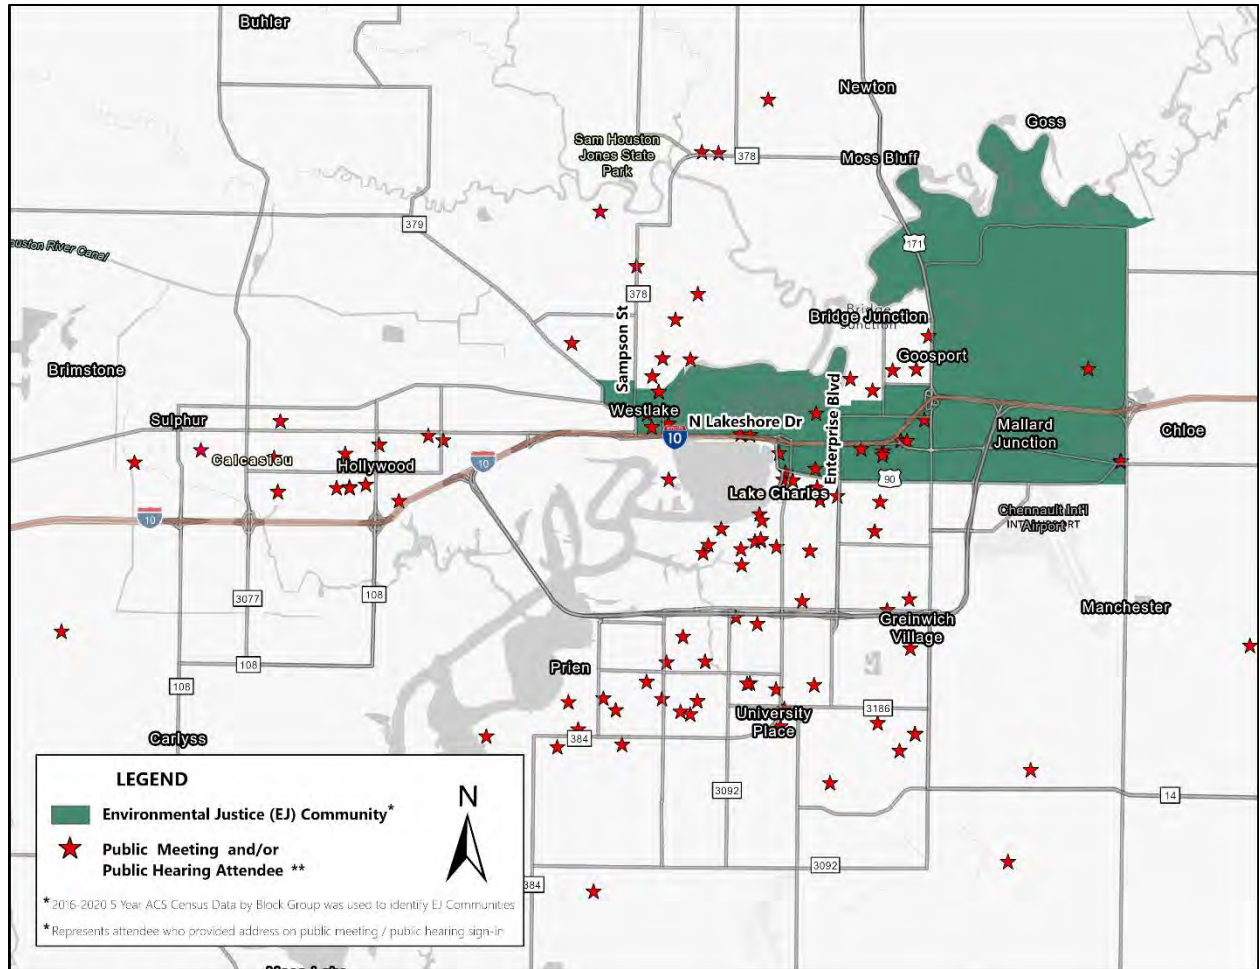 Buhler
Newton
Goss
Sam Houston
Jones State
Park
378
Moss Bluff
379
171
ouston River Canal
378
Sampson St
Bridge Junction
Goosport
Brimstone
Enterprise Blvd
Sulphur
Westlake
N Lakeshore Dr
10
Mallard
Junction
Chloe
Calcasieu
Hollywood
10
90
Lake Charles
10
Chennault Int'l
Airport
3077
108
Manchester
Greinwich
Village
108
Prien
108
3186
University
Place
Carlyss
384
3092
14
3092
384
LEGEND
Environmental Justice (EJ) Community*
Public Meeting and/or
Public Hearing Attendee **
N
* 2016-2020 5 Year ACS Census Data by Block Group was used to identify EJ Communities
* Represents attendee who provided address on public meeting / public hearing sign-in